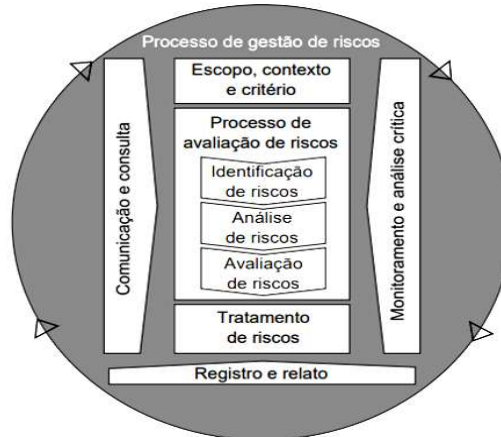 Processo de gestão de riscos
Escopo, contexto
e critério
Comunicação e consulta
Processo de
avaliação de riscos
Identificação
de riscos
Análise
de riscos
Avaliação
de riscos
Monitoramento e análise crítica
Tratamento
de riscos
Registro e relato